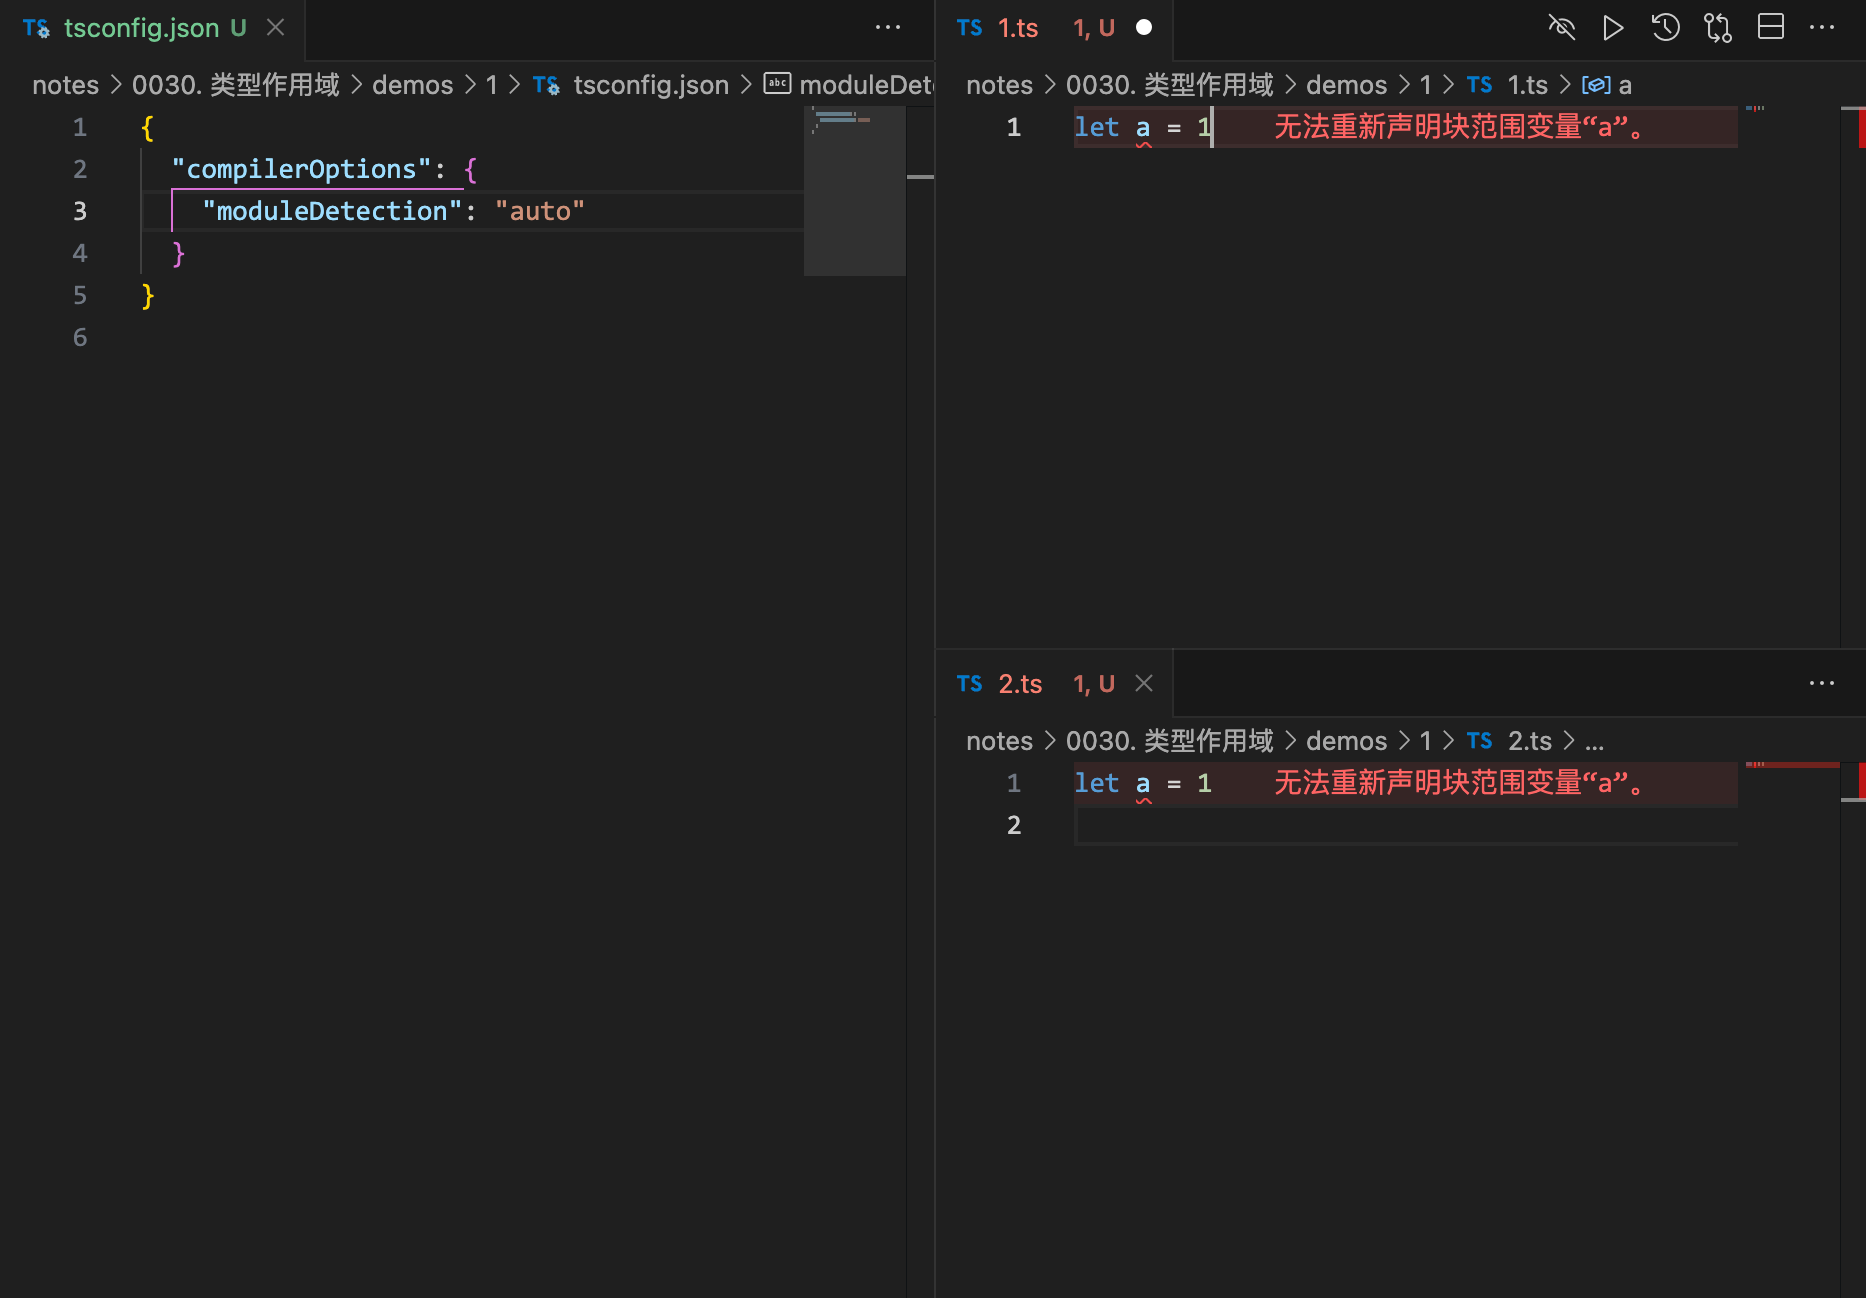 TS tsconfig.json U
notes > 0030. 类型作用域 > demos > 1 > TS tsconfig.json > abc moduleDet
1 {
2 "compilerOptions": {
3 "moduleDetection": "auto"
4 }
5 }
6
TS 1.ts 1, U
notes > 0030. 类型作用域 > demos > 1 > TS 1.ts > a
1 let a = 1 无法重新声明块范围变量“a”。
TS 2.ts 1, U
notes > 0030. 类型作用域 > demos > 1 > TS 2.ts > ...
1 let a = 1 无法重新声明块范围变量“a”。
2